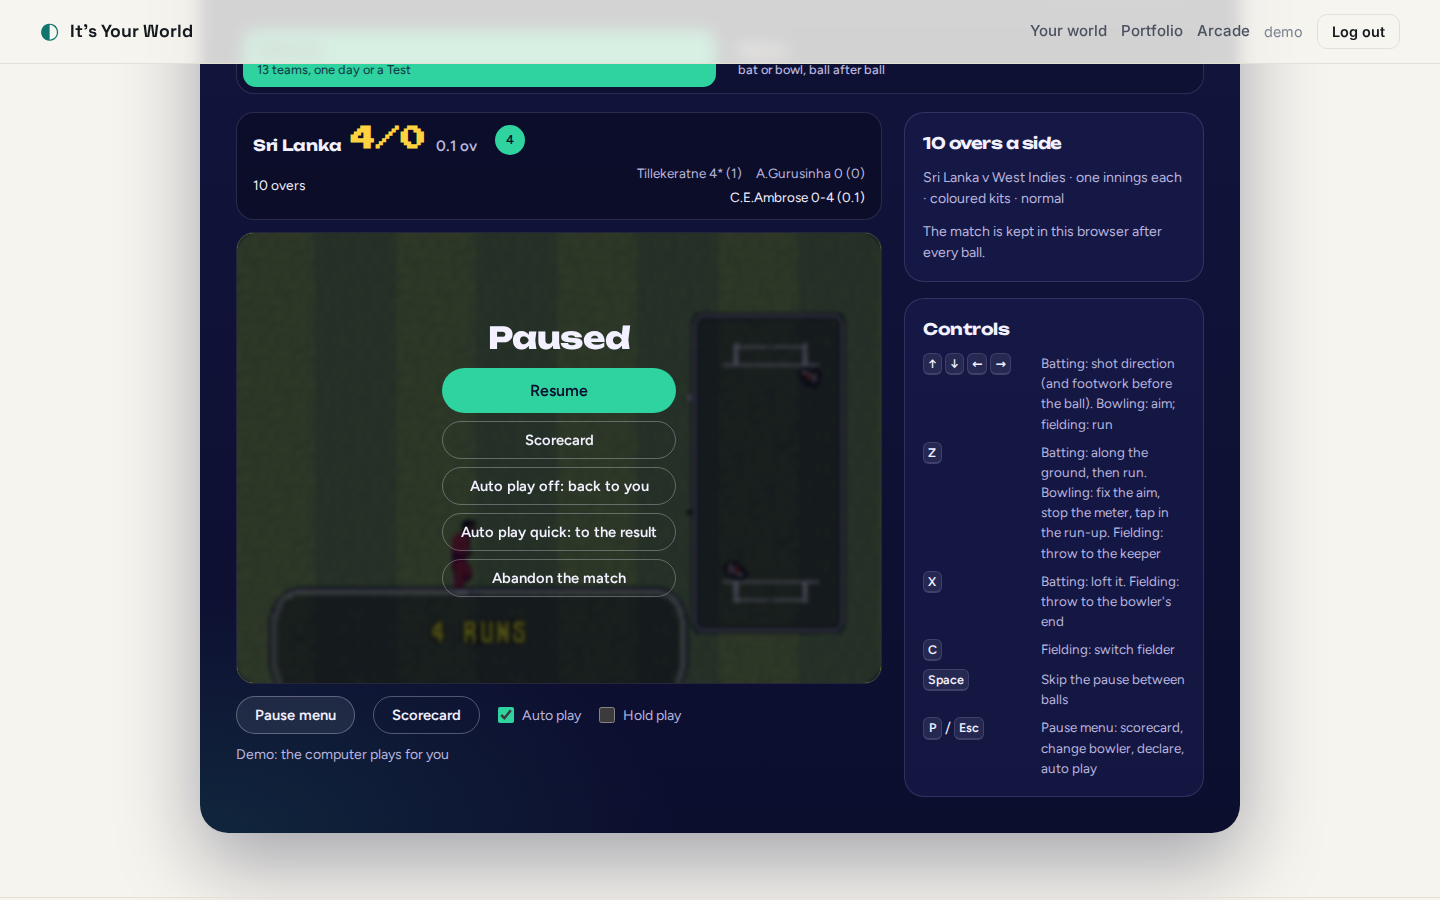 It's Your World
Your world
Portfolio
Arcade
demo
Log out
13 teams, one day or a Test
bat or bowl, ball after ball
Sri Lanka 4/0 0.1 ov 4
10 overs
Tillekeratne 4* (1) A.Gurusinha 0 (0)
C.E.Ambrose 0-4 (0.1)
Paused
Resume
Scorecard
Auto play off: back to you
Auto play quick: to the result
Abandon the match
4 RUNS
Pause menu
Scorecard
Auto play
Hold play
Demo: the computer plays for you
10 overs a side
Sri Lanka v West Indies · one innings each
· coloured kits · normal
The match is kept in this browser after
every ball.
Controls
↑ ↓ ← → Batting: shot direction
(and footwork before
the ball). Bowling: aim;
fielding: run
Z Batting: along the
ground, then run.
Bowling: fix the aim,
stop the meter, tap in
the run-up. Fielding:
throw to the keeper
X Batting: loft it. Fielding:
throw to the bowler's
end
C Fielding: switch fielder
Space Skip the pause between
balls
P / Esc Pause menu: scorecard,
change bowler, declare,
auto play